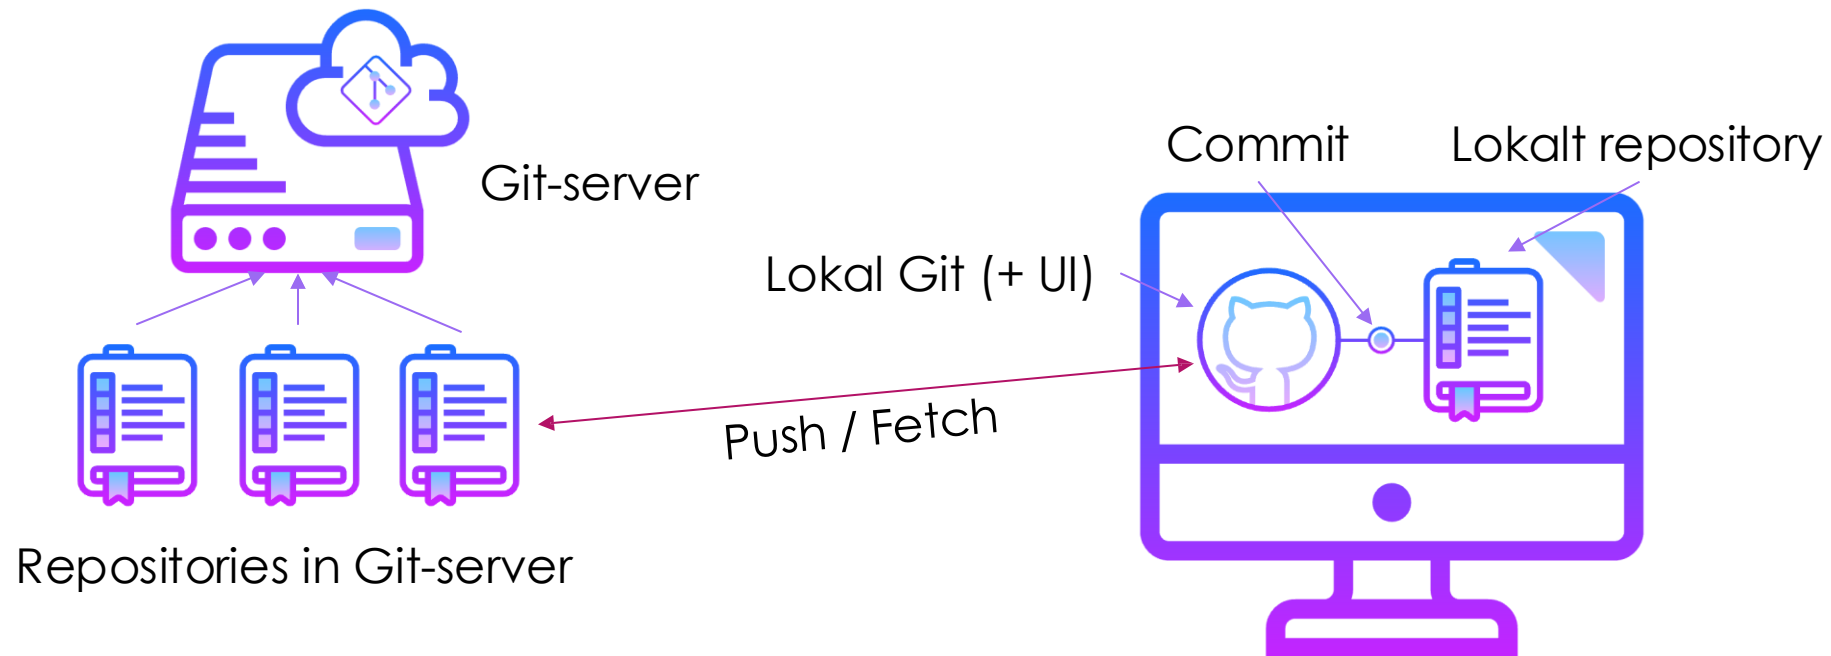 Git-server
Commit
Lokalt repository
Lokal Git (+ UI)
Push / Fetch
Repositories in Git-server